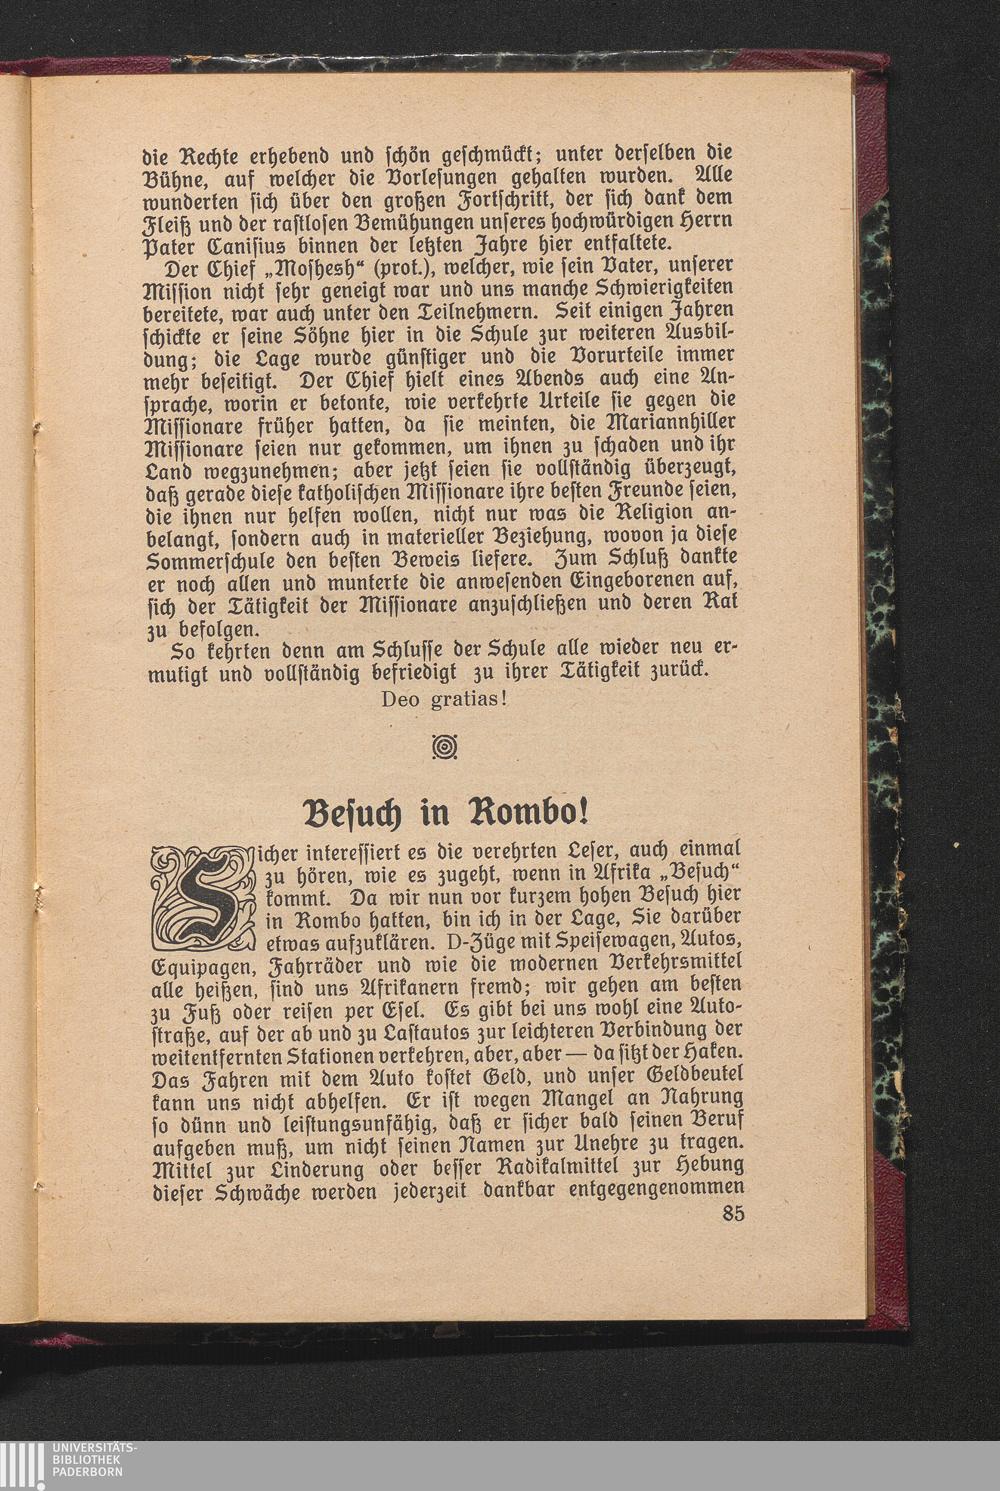 die Rechte erhebend und schön geschmückt; unter derselben die
Bühne, auf welcher die Vorlesungen gehalten wurden. Alle
wunderten sich über den großen Fortschritt, der sich dank dem
Fleiß und der rastlosen Bemühungen unseres hochwürdigen Herrn
Pater Canisius binnen der letzten Jahre hier entfaltete.
Der Chief „Moshesh“ (prot.), welcher, wie sein Vater, unserer
Mission nicht sehr geneigt war und uns manche Schwierigkeiten
bereitete, war auch unter den Teilnehmern. Seit einigen Jahren
schickte er seine Söhne hier in die Schule zur weiteren Ausbil-
dung; die Lage wurde günstiger und die Vorurteile immer
mehr beseitigt. Der Chief hielt eines Abends auch eine An-
sprache, worin er betonte, wie verkehrte Urteile sie gegen die
Missionare früher hatten, da sie meinten, die Mariannhiller
Missionare seien nur gekommen, um ihnen zu schaden und ihr
Land wegzunehmen; aber jetzt seien sie vollständig überzeugt,
daß gerade diese katholischen Missionare ihre besten Freunde seien,
die ihnen nur helfen wollen, nicht nur was die Religion an-
belangt, sondern auch in materieller Beziehung, wovon ja diese
Sommerschule den besten Beweis liefere. Zum Schluß dankte
er noch allen und munterte die anwesenden Eingeborenen auf,
sich der Tätigkeit der Missionare anzuschließen und deren Rat
zu befolgen.
So kehrten denn am Schlusse der Schule alle wieder neu er-
mutigt und vollständig befriedigt zu ihrer Tätigkeit zurück.
Deo gratias!
Besuch in Rombo!
Sicher interessiert es die verehrten Leser, auch einmal
zu hören, wie es zugeht, wenn in Afrika „Besuch“
kommt. Da wir nun vor kurzem hohen Besuch hier
in Rombo hatten, bin ich in der Lage, Sie darüber
etwas aufzuklären. D-Züge mit Speisewagen, Autos,
Equipagen, Fahrräder und wie die modernen Verkehrsmittel
alle heißen, sind uns Afrikanern fremd; wir gehen am besten
zu Fuß oder reisen per Esel. Es gibt bei uns wohl eine Auto-
straße, auf der ab und zu Lastautos zur leichteren Verbindung der
weitentfernten Stationen verkehren, aber, aber — da sitzt der Haken.
Das Fahren mit dem Auto kostet Geld, und unser Geldbeutel
kann uns nicht abhelfen. Er ist wegen Mangel an Nahrung
so dünn und leistungsunfähig, daß er sicher bald seinen Beruf
aufgeben muß, um nicht seinen Namen zur Unehre zu tragen.
Mittel zur Linderung oder besser Radikalmittel zur Hebung
dieser Schwäche werden jederzeit dankbar entgegengenommen
85
UNIVERSITÄTS-
BIBLIOTHEK
PADERBORN